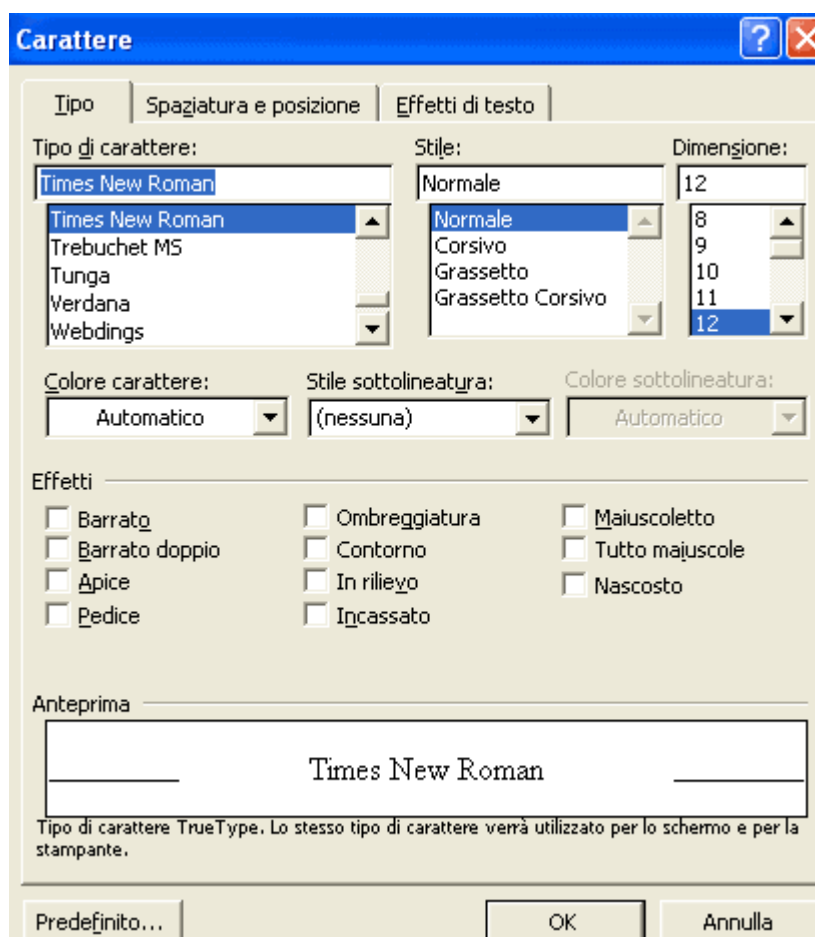 Carattere
Tipo Spaziatura e posizione Effetti di testo
Tipo di carattere: Stile: Dimensione:
Times New Roman Normale 12
Times New Roman Normale 8
Trebuchet MS Corsivo 9
Tunga Grassetto 10
Verdana Grassetto Corsivo 11
Webdings 12
Colore carattere: Stile sottolineatura: Colore sottolineatura:
Automatico (nessuna) Automatico
Effetti
Barrato Ombreggiatura Maiuscoletto
Barrato doppio Contorno Tutto maiuscole
Apice In rilievo Nascosto
Pedice Incassato
Anteprima
Times New Roman
Tipo di carattere TrueType. Lo stesso tipo di carattere verrà utilizzato per lo schermo e per la
stampante.
Predefinito... OK Annulla